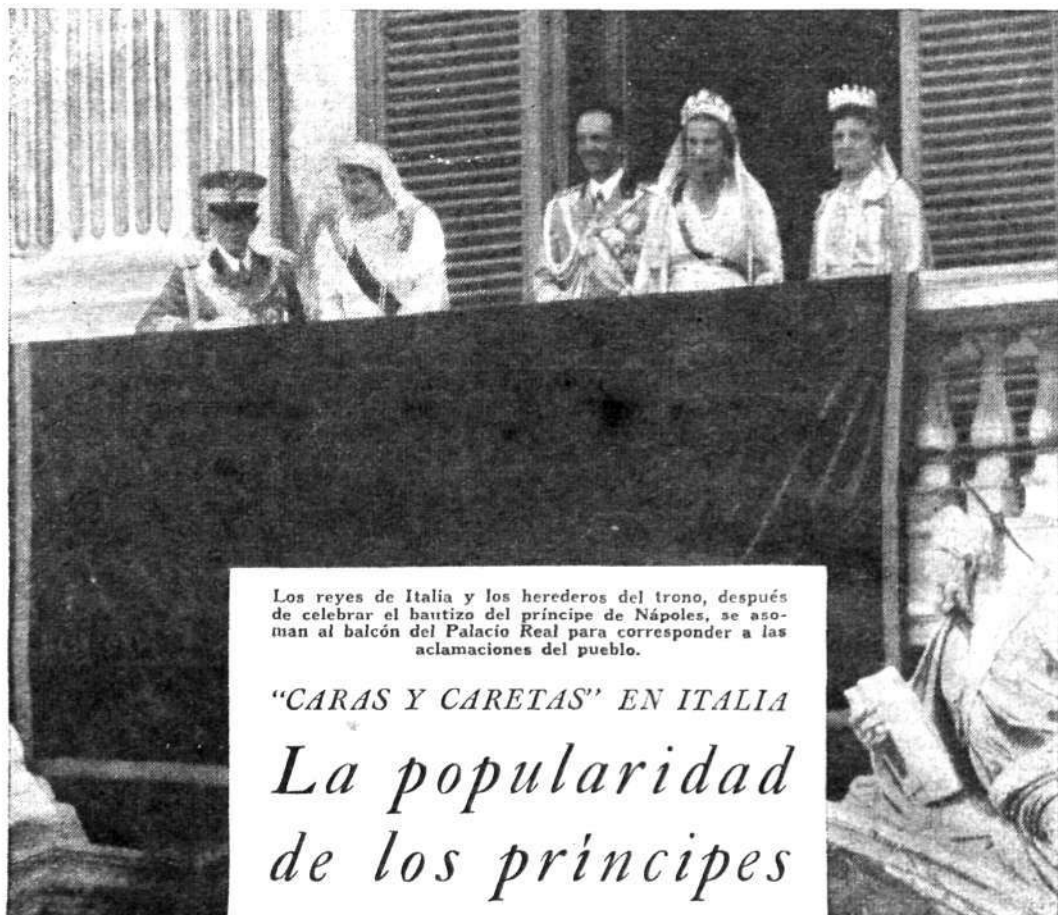 Los reyes de Italia y los herederos del trono, después
de celebrar el bautizo del príncipe de Nápoles, se aso-
man al balcón del Palacio Real para corresponder a las
aclamaciones del pueblo.
"CARAS Y CARETAS" EN ITALIA
La popularidad
de los príncipes